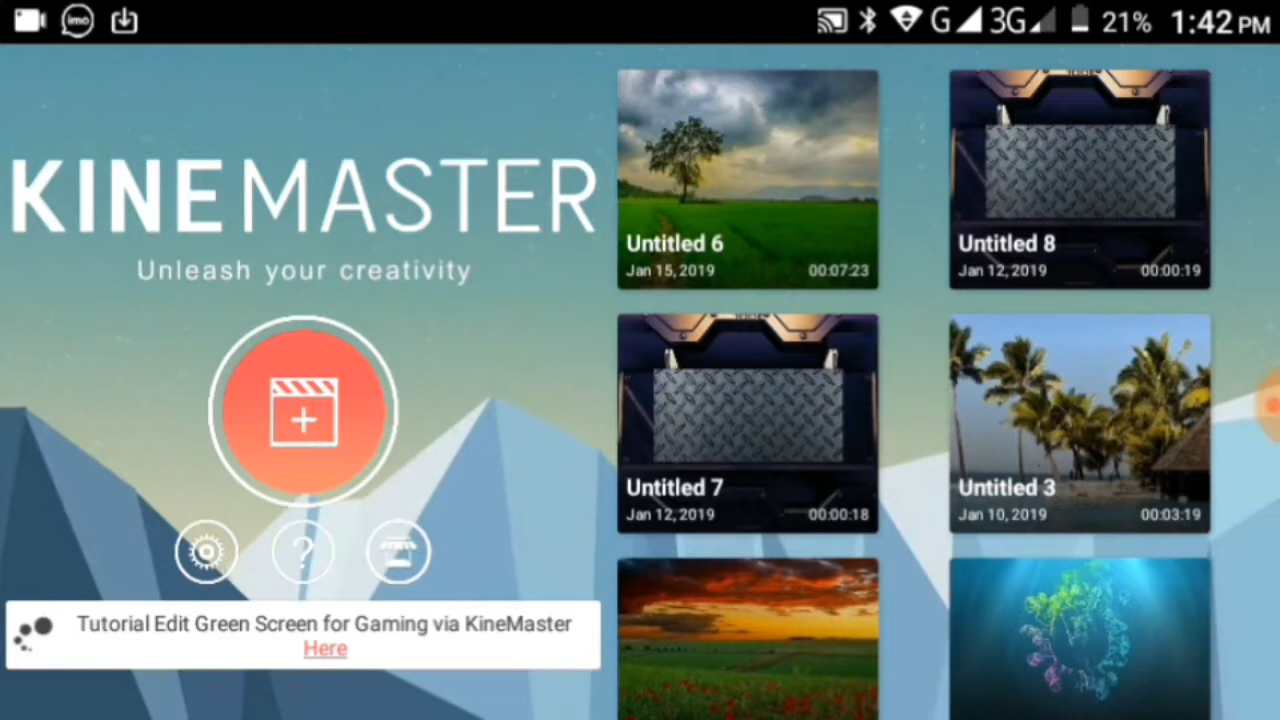 imo G 3G 21% 1:42 PM
KINEMASTER
Unleash your creativity
Tutorial Edit Green Screen for Gaming via KineMaster
Here
Untitled 6
Jan 15, 2019 00:07:23
Untitled 8
Jan 12, 2019 00:00:19
Untitled 7
Jan 12, 2019 00:00:18
Untitled 3
Jan 10, 2019 00:03:19